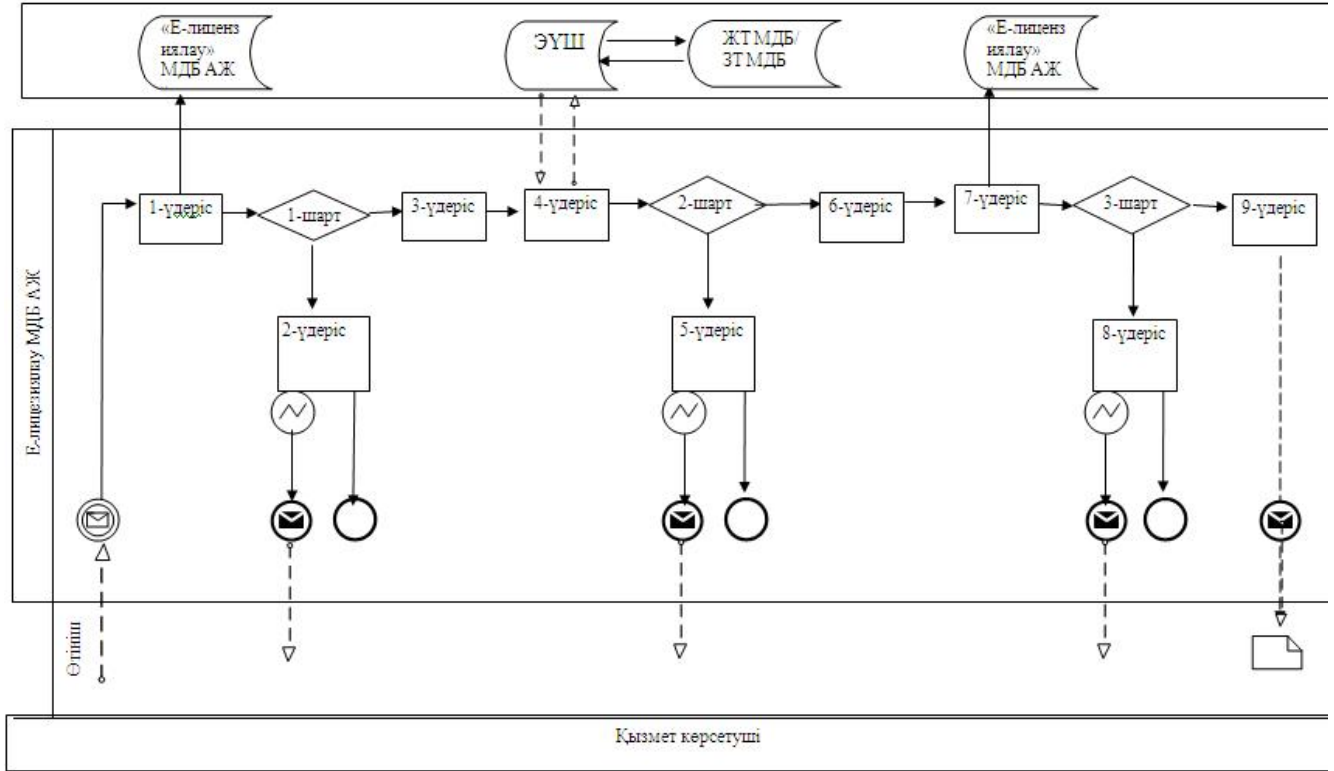 «Е-лиценз
иялау»
МДБ АЖ
ЭҮШ
ЖТ МДБ/
ЗТ МДБ
«Е-лиценз
иялау»
МДБ АЖ
1-үдеріс
1-шарт
3-үдеріс
4-үдеріс
2-шарт
6-үдеріс
7-үдеріс
3-шарт
9-үдеріс
2-үдеріс
5-үдеріс
8-үдеріс
Е-лицезиялау МДБ АЖ
Өтініш
Қызмет көрсетуші